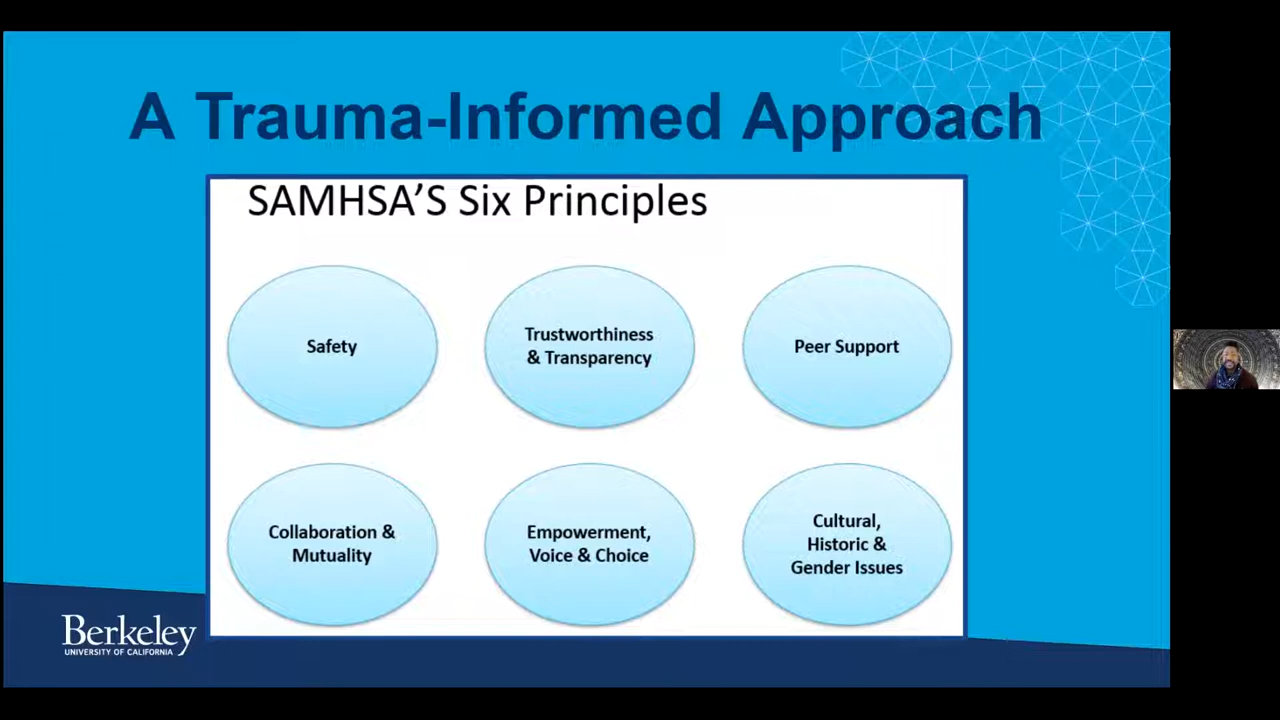 A Trauma-Informed Approach
SAMHSA’S Six Principles
Safety
Trustworthiness
& Transparency
Peer Support
Collaboration &
Mutuality
Empowerment,
Voice & Choice
Cultural,
Historic &
Gender Issues
Berkeley
UNIVERSITY OF CALIFORNIA